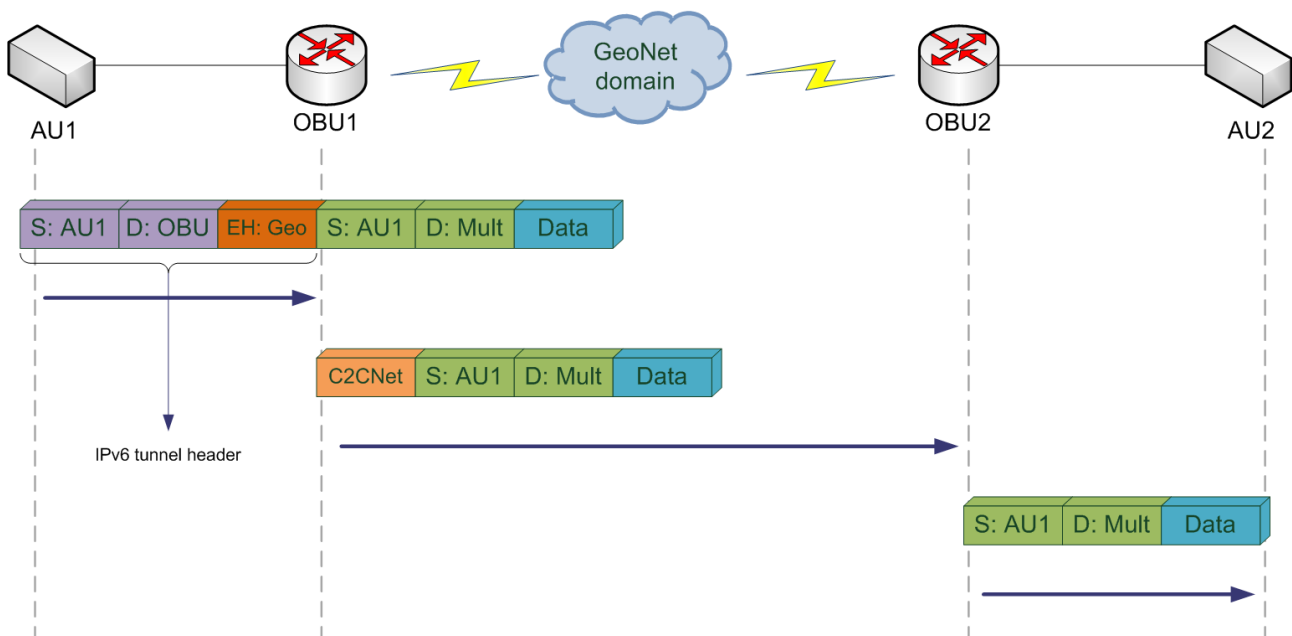 GeoNet
domain
AU1
OBU1
OBU2
AU2
S: AU1 D: OBU EH: Geo S: AU1 D: Mult Data
C2CNet S: AU1 D: Mult Data
IPv6 tunnel header
S: AU1 D: Mult Data